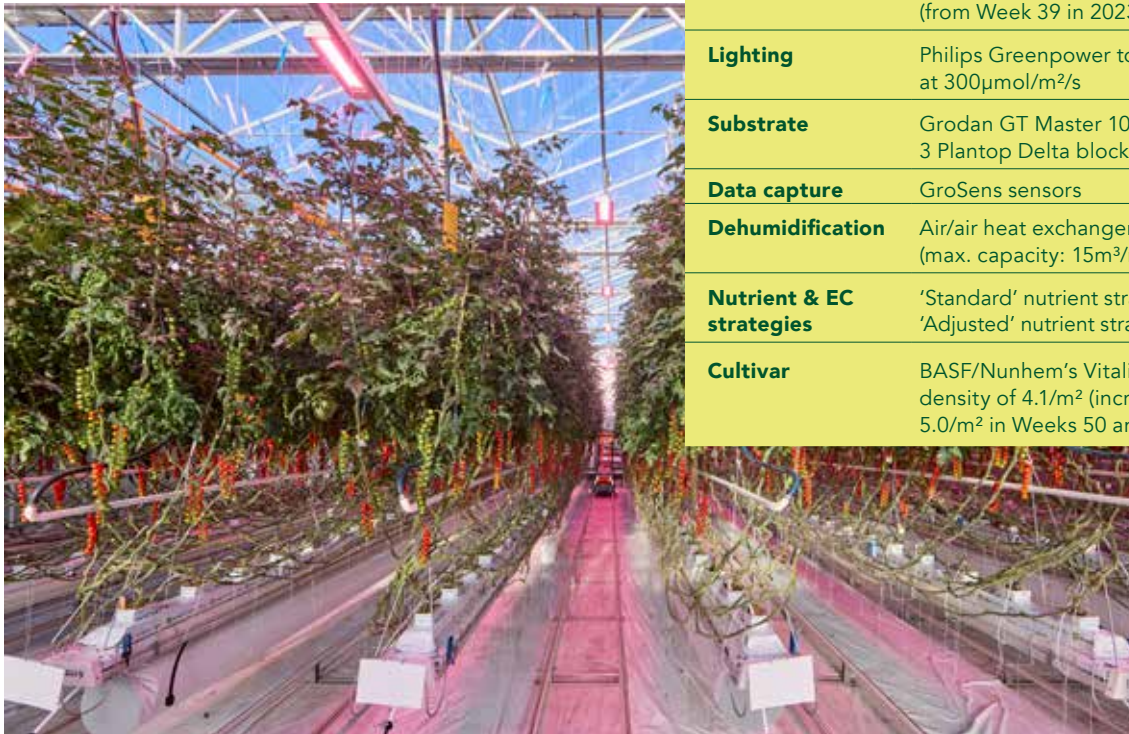 (from Week 39 in 2023
Lighting
Philips Greenpower to
at 300µmol/m²/s
Substrate
Grodan GT Master 10
3 Plantop Delta block
Data capture
GroSens sensors
Dehumidification
Air/air heat exchanger
(max. capacity: 15m³/
Nutrient & EC
strategies
‘Standard’ nutrient str
‘Adjusted’ nutrient stra
Cultivar
BASF/Nunhem’s Vitali
density of 4.1/m² (incr
5.0/m² in Weeks 50 an